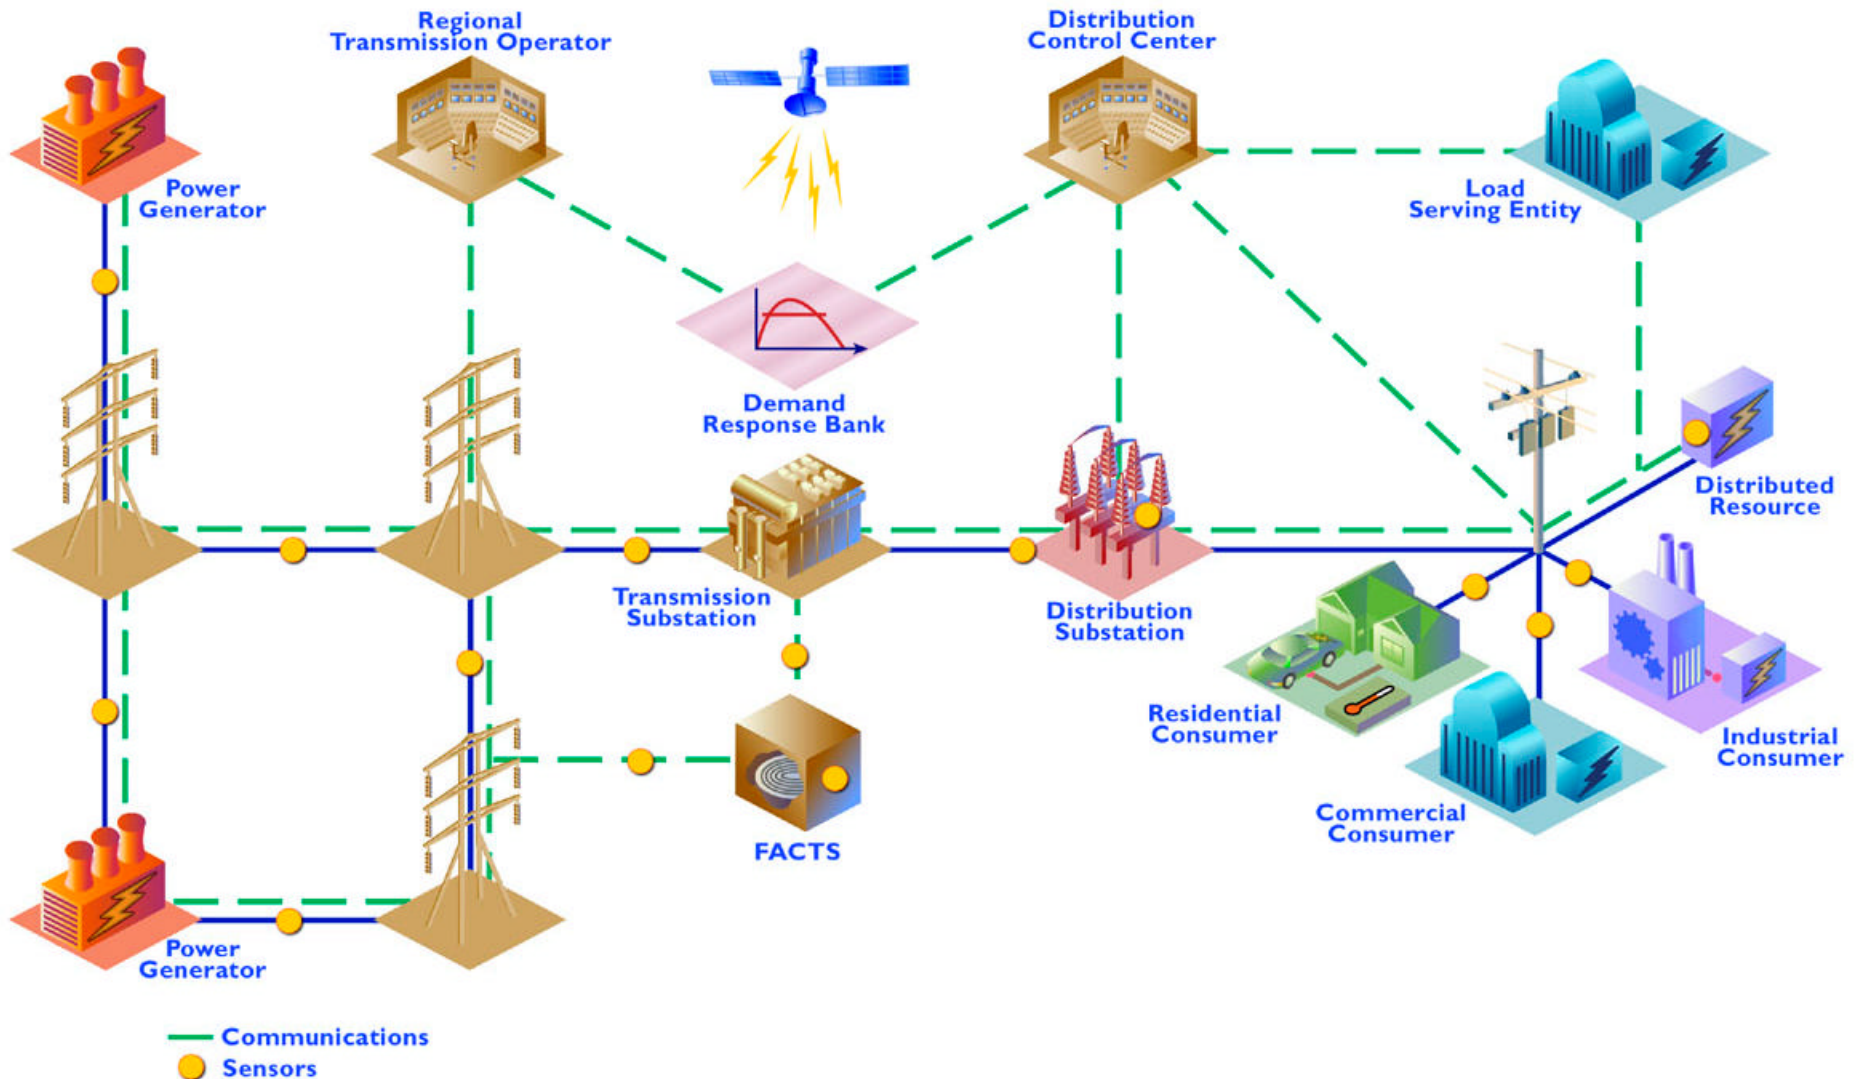 Regional
Transmission Operator
Distribution
Control Center
Power
Generator
Load
Serving Entity
Demand
Response Bank
Distributed
Resource
Transmission
Substation
Distribution
Substation
Residential
Consumer
Industrial
Consumer
Commercial
Consumer
FACTS
Power
Generator
Communications
Sensors